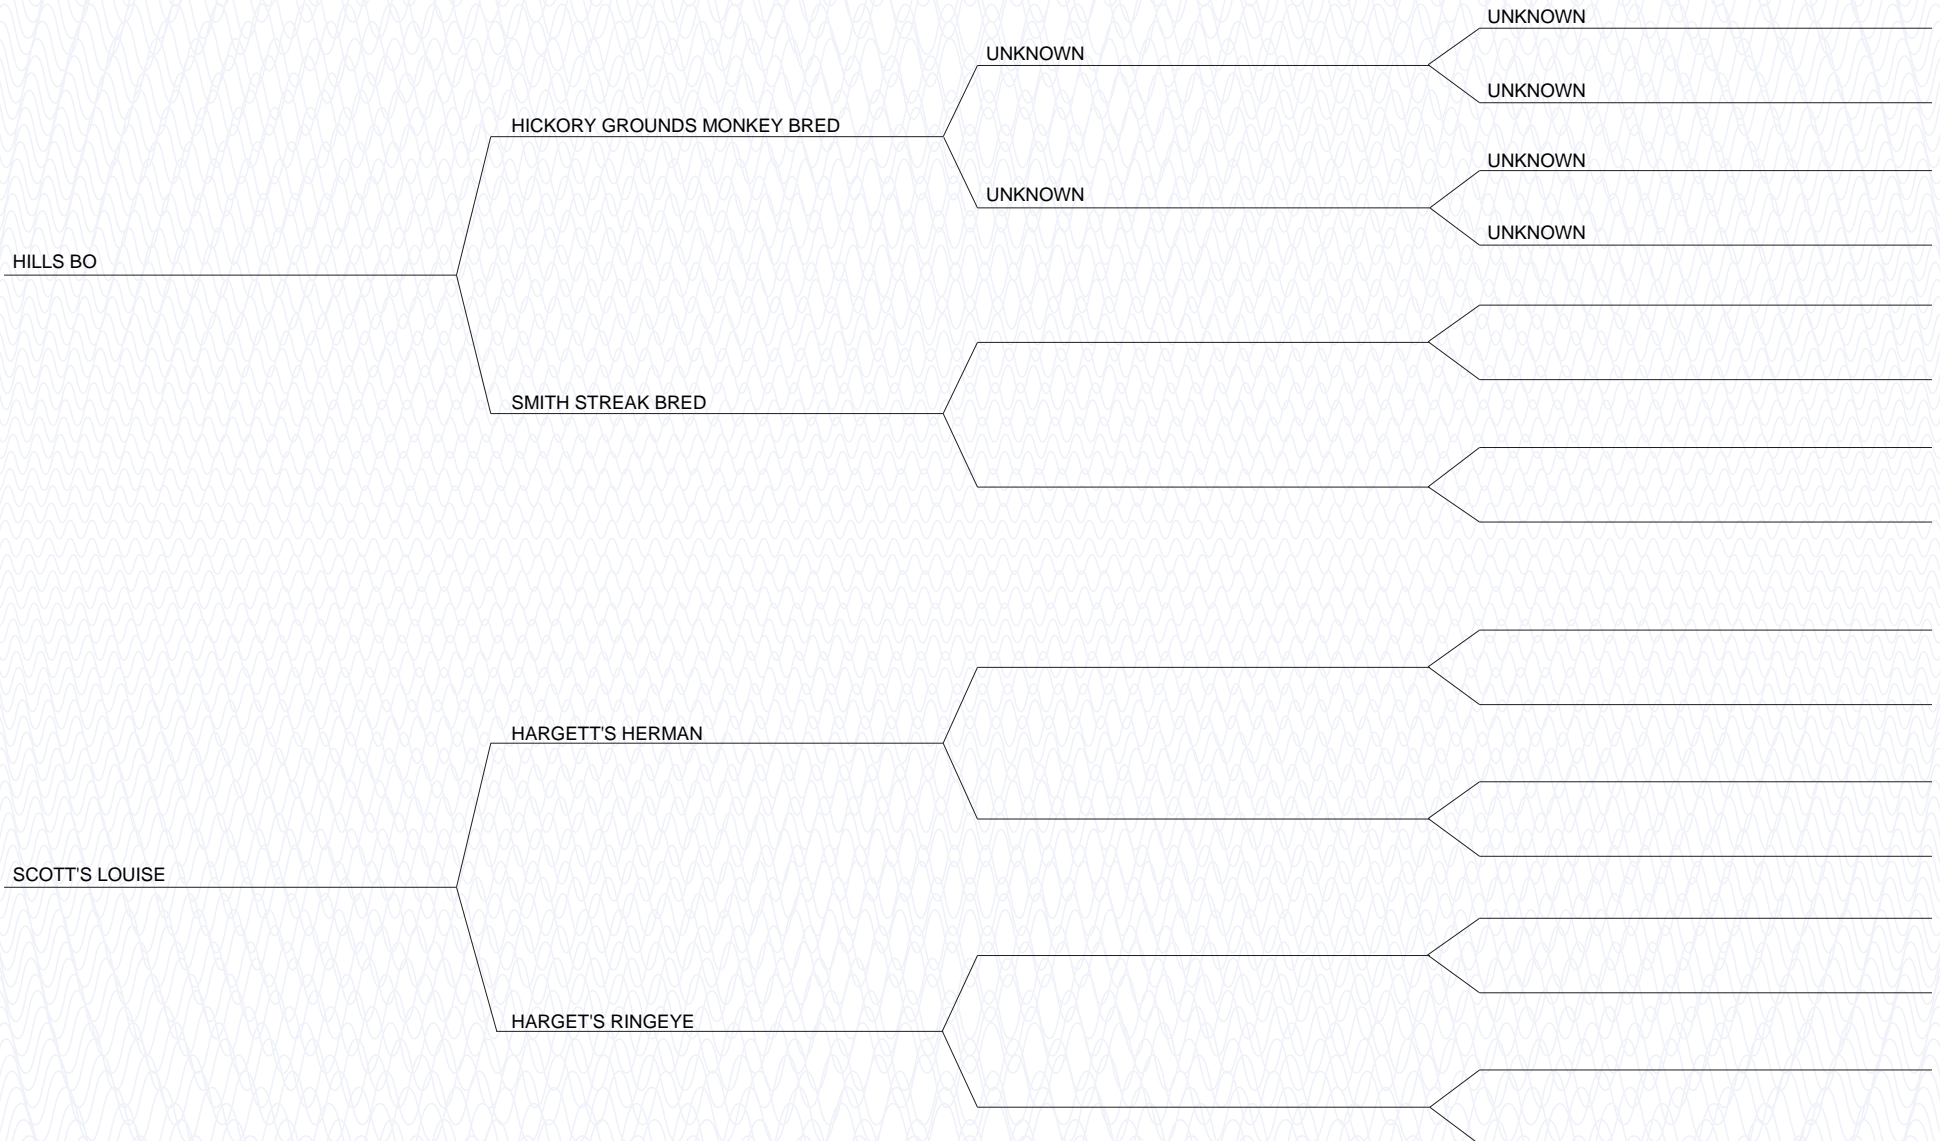 UNKNOWN
UNKNOWN
UNKNOWN
HICKORY GROUNDS MONKEY BRED
UNKNOWN
UNKNOWN
UNKNOWN
HILLS BO
SMITH STREAK BRED
HARGETT'S HERMAN
SCOTT'S LOUISE
HARGET'S RINGEYE